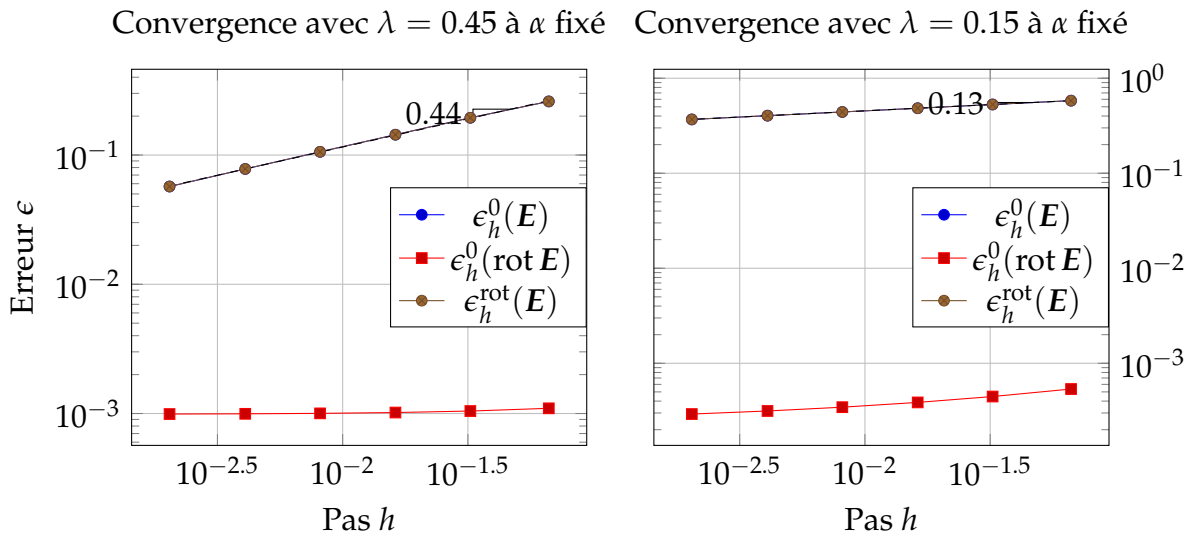 Convergence avec λ = 0.45 à α fixé
Erreur ϵ
10^{-1}
10^{-2}
10^{-3}
0.44
ϵ_h^0(E)
ϵ_h^0(rot E)
ϵ_h^{rot}(E)
10^{-2.5} 10^{-2} 10^{-1.5}
Pas h
Convergence avec λ = 0.15 à α fixé
0.13
ϵ_h^0(E)
ϵ_h^0(rot E)
ϵ_h^{rot}(E)
10^0
10^{-1}
10^{-2}
10^{-3}
10^{-2.5} 10^{-2} 10^{-1.5}
Pas h